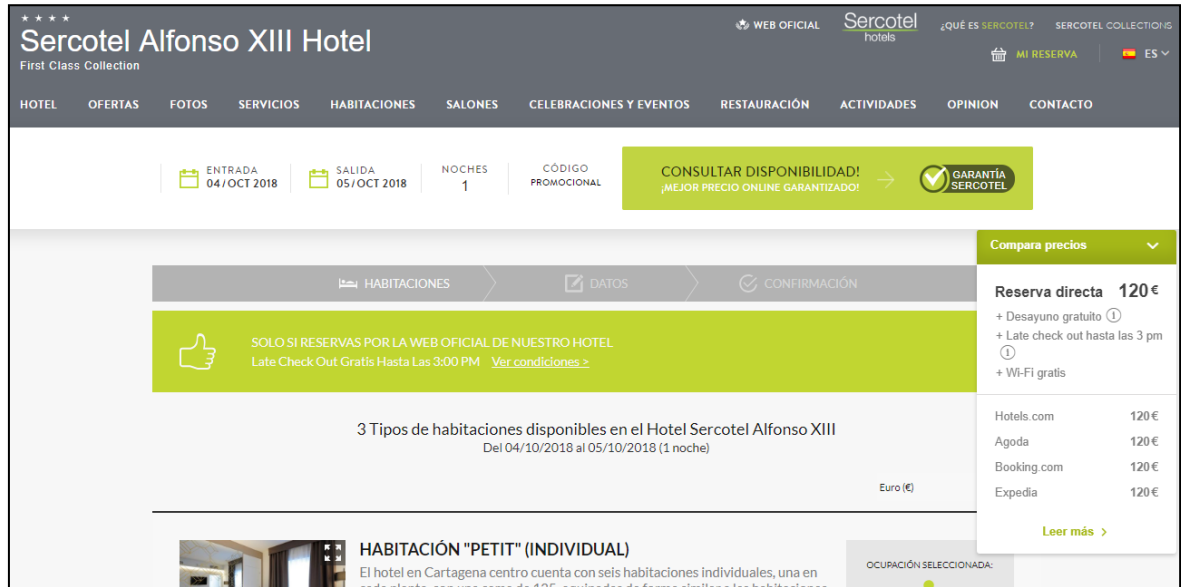 ★ ★ ★ ★
Sercotel Alfonso XIII Hotel
First Class Collection
WEB OFICIAL
Sercotel
hotels
¿QUÉ ES SERCOTEL?
SERCOTEL COLLECTIONS
MI RESERVA
ES
HOTEL OFERTAS FOTOS SERVICIOS HABITACIONES SALONES CELEBRACIONES Y EVENTOS RESTAURACIÓN ACTIVIDADES OPINION CONTACTO
ENTRADA
04/OCT 2018
SALIDA
05/OCT 2018
NOCHES
1
CÓDIGO
PROMOCIONAL
CONSULTAR DISPONIBILIDAD!
¡MEJOR PRECIO ONLINE GARANTIZADO!
GARANTÍA
SERCOTEL
HABITACIONES
DATOS
CONFIRMACIÓN
SOLO SI RESERVAS POR LA WEB OFICIAL DE NUESTRO HOTEL
Late Check Out Gratis Hasta Las 3:00 PM Ver condiciones >
3 Tipos de habitaciones disponibles en el Hotel Sercotel Alfonso XIII
Del 04/10/2018 al 05/10/2018 (1 noche)
Euro (€)
Compara precios
Reserva directa 120 €
+ Desayuno gratuito 1
+ Late check out hasta las 3 pm
1
+ Wi-Fi gratis
Hotels.com 120 €
Agoda 120 €
Booking.com 120 €
Expedia 120 €
Leer más >
HABITACIÓN "PETIT" (INDIVIDUAL)
El hotel en Cartagena centro cuenta con seis habitaciones individuales, una en
OCUPACIÓN SELECCIONADA: